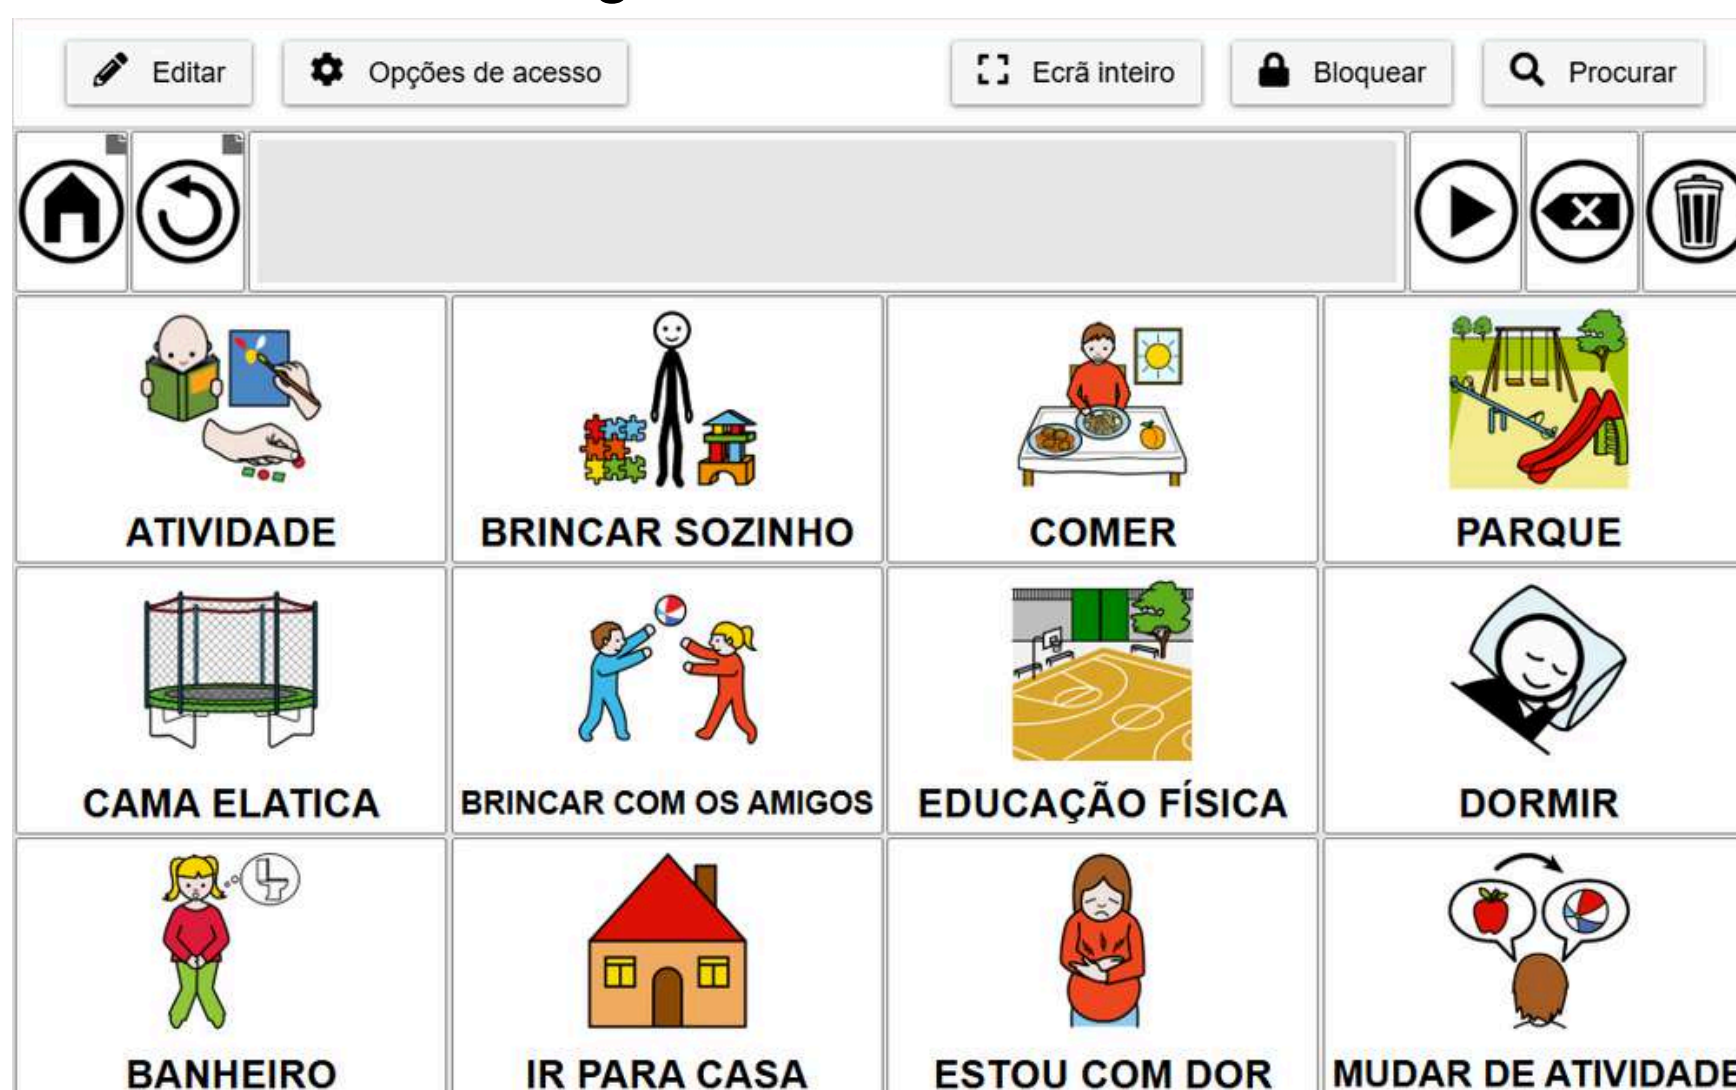 Editar Opções de acesso Ecrã inteiro Bloquear Procurar
ATIVIDADE BRINCAR SOZINHO COMER PARQUE
CAMA ELATICA BRINCAR COM OS AMIGOS EDUCAÇÃO FÍSICA DORMIR
BANHEIRO IR PARA CASA ESTOU COM DOR MUDAR DE ATIVIDADE